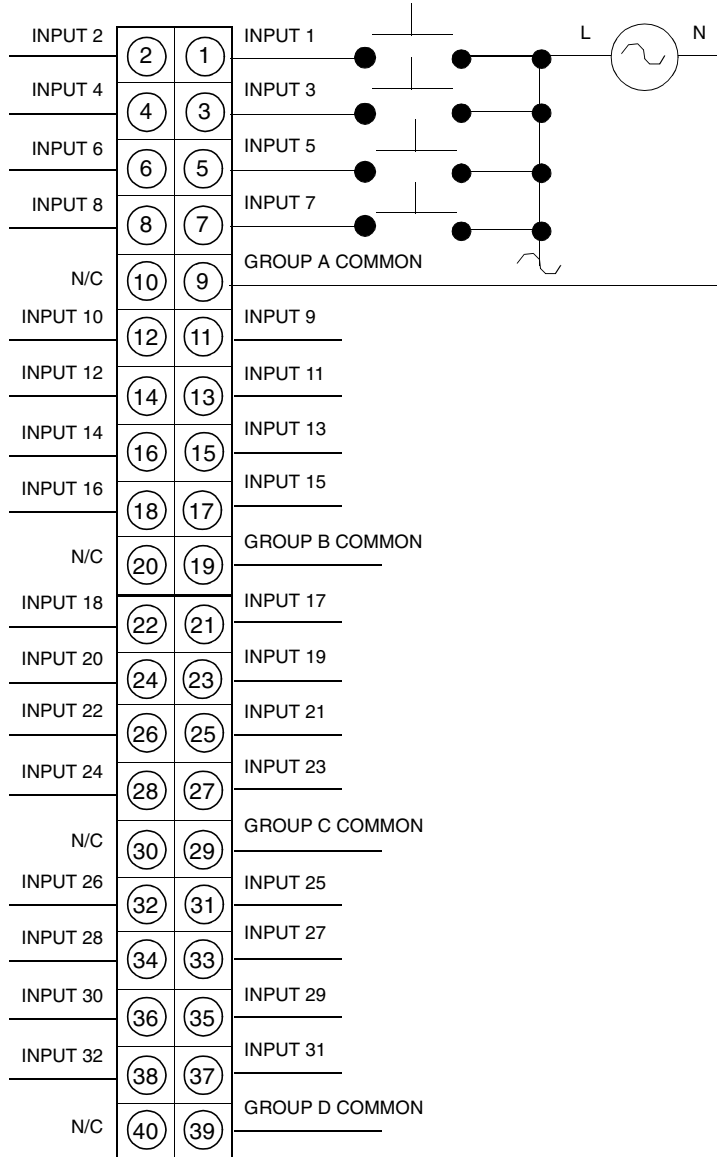 INPUT 2 2 1 INPUT 1 L N
INPUT 4 4 3 INPUT 3
INPUT 6 6 5 INPUT 5
INPUT 8 8 7 INPUT 7
N/C 10 9 GROUP A COMMON
INPUT 10 12 11 INPUT 9
INPUT 12 14 13 INPUT 11
INPUT 14 16 15 INPUT 13
INPUT 16 18 17 INPUT 15
N/C 20 19 GROUP B COMMON
INPUT 18 22 21 INPUT 17
INPUT 20 24 23 INPUT 19
INPUT 22 26 25 INPUT 21
INPUT 24 28 27 INPUT 23
N/C 30 29 GROUP C COMMON
INPUT 26 32 31 INPUT 25
INPUT 28 34 33 INPUT 27
INPUT 30 36 35 INPUT 29
INPUT 32 38 37 INPUT 31
N/C 40 39 GROUP D COMMON